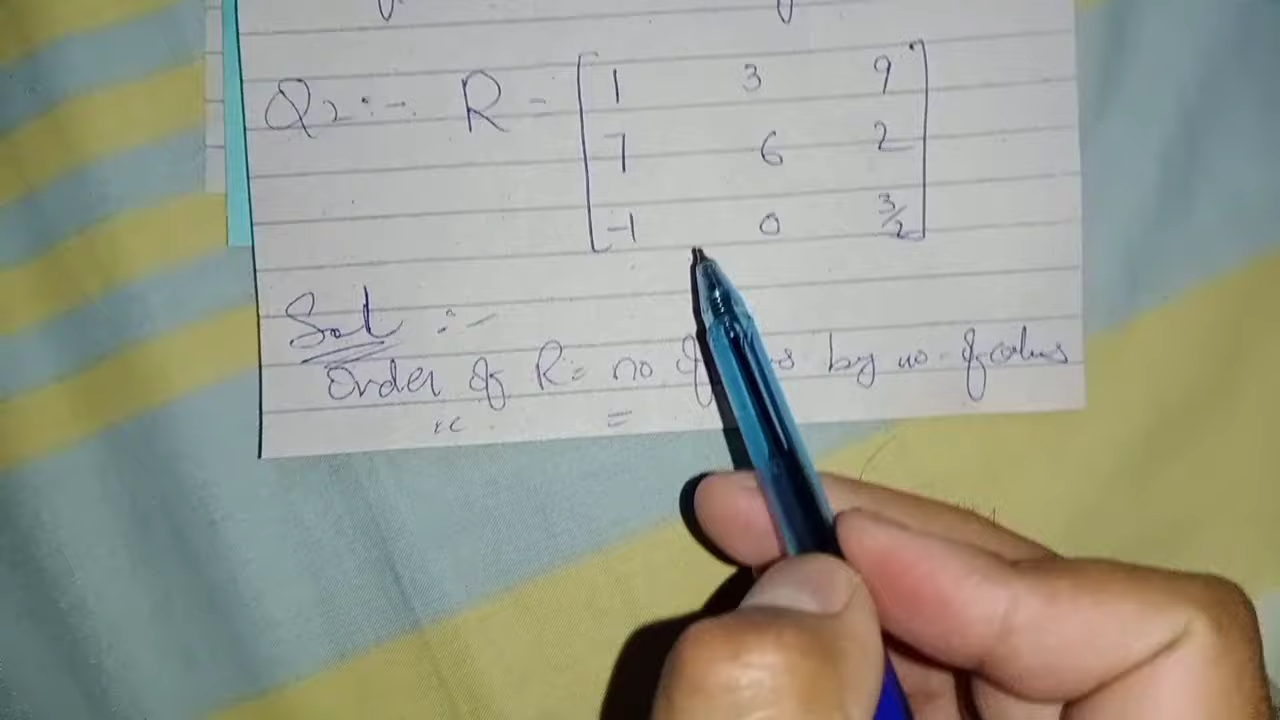 Q2:- R = [1 3 9
7 6 2
-1 0 3/2]
Sol :-
Order of R = no of by no. of
=